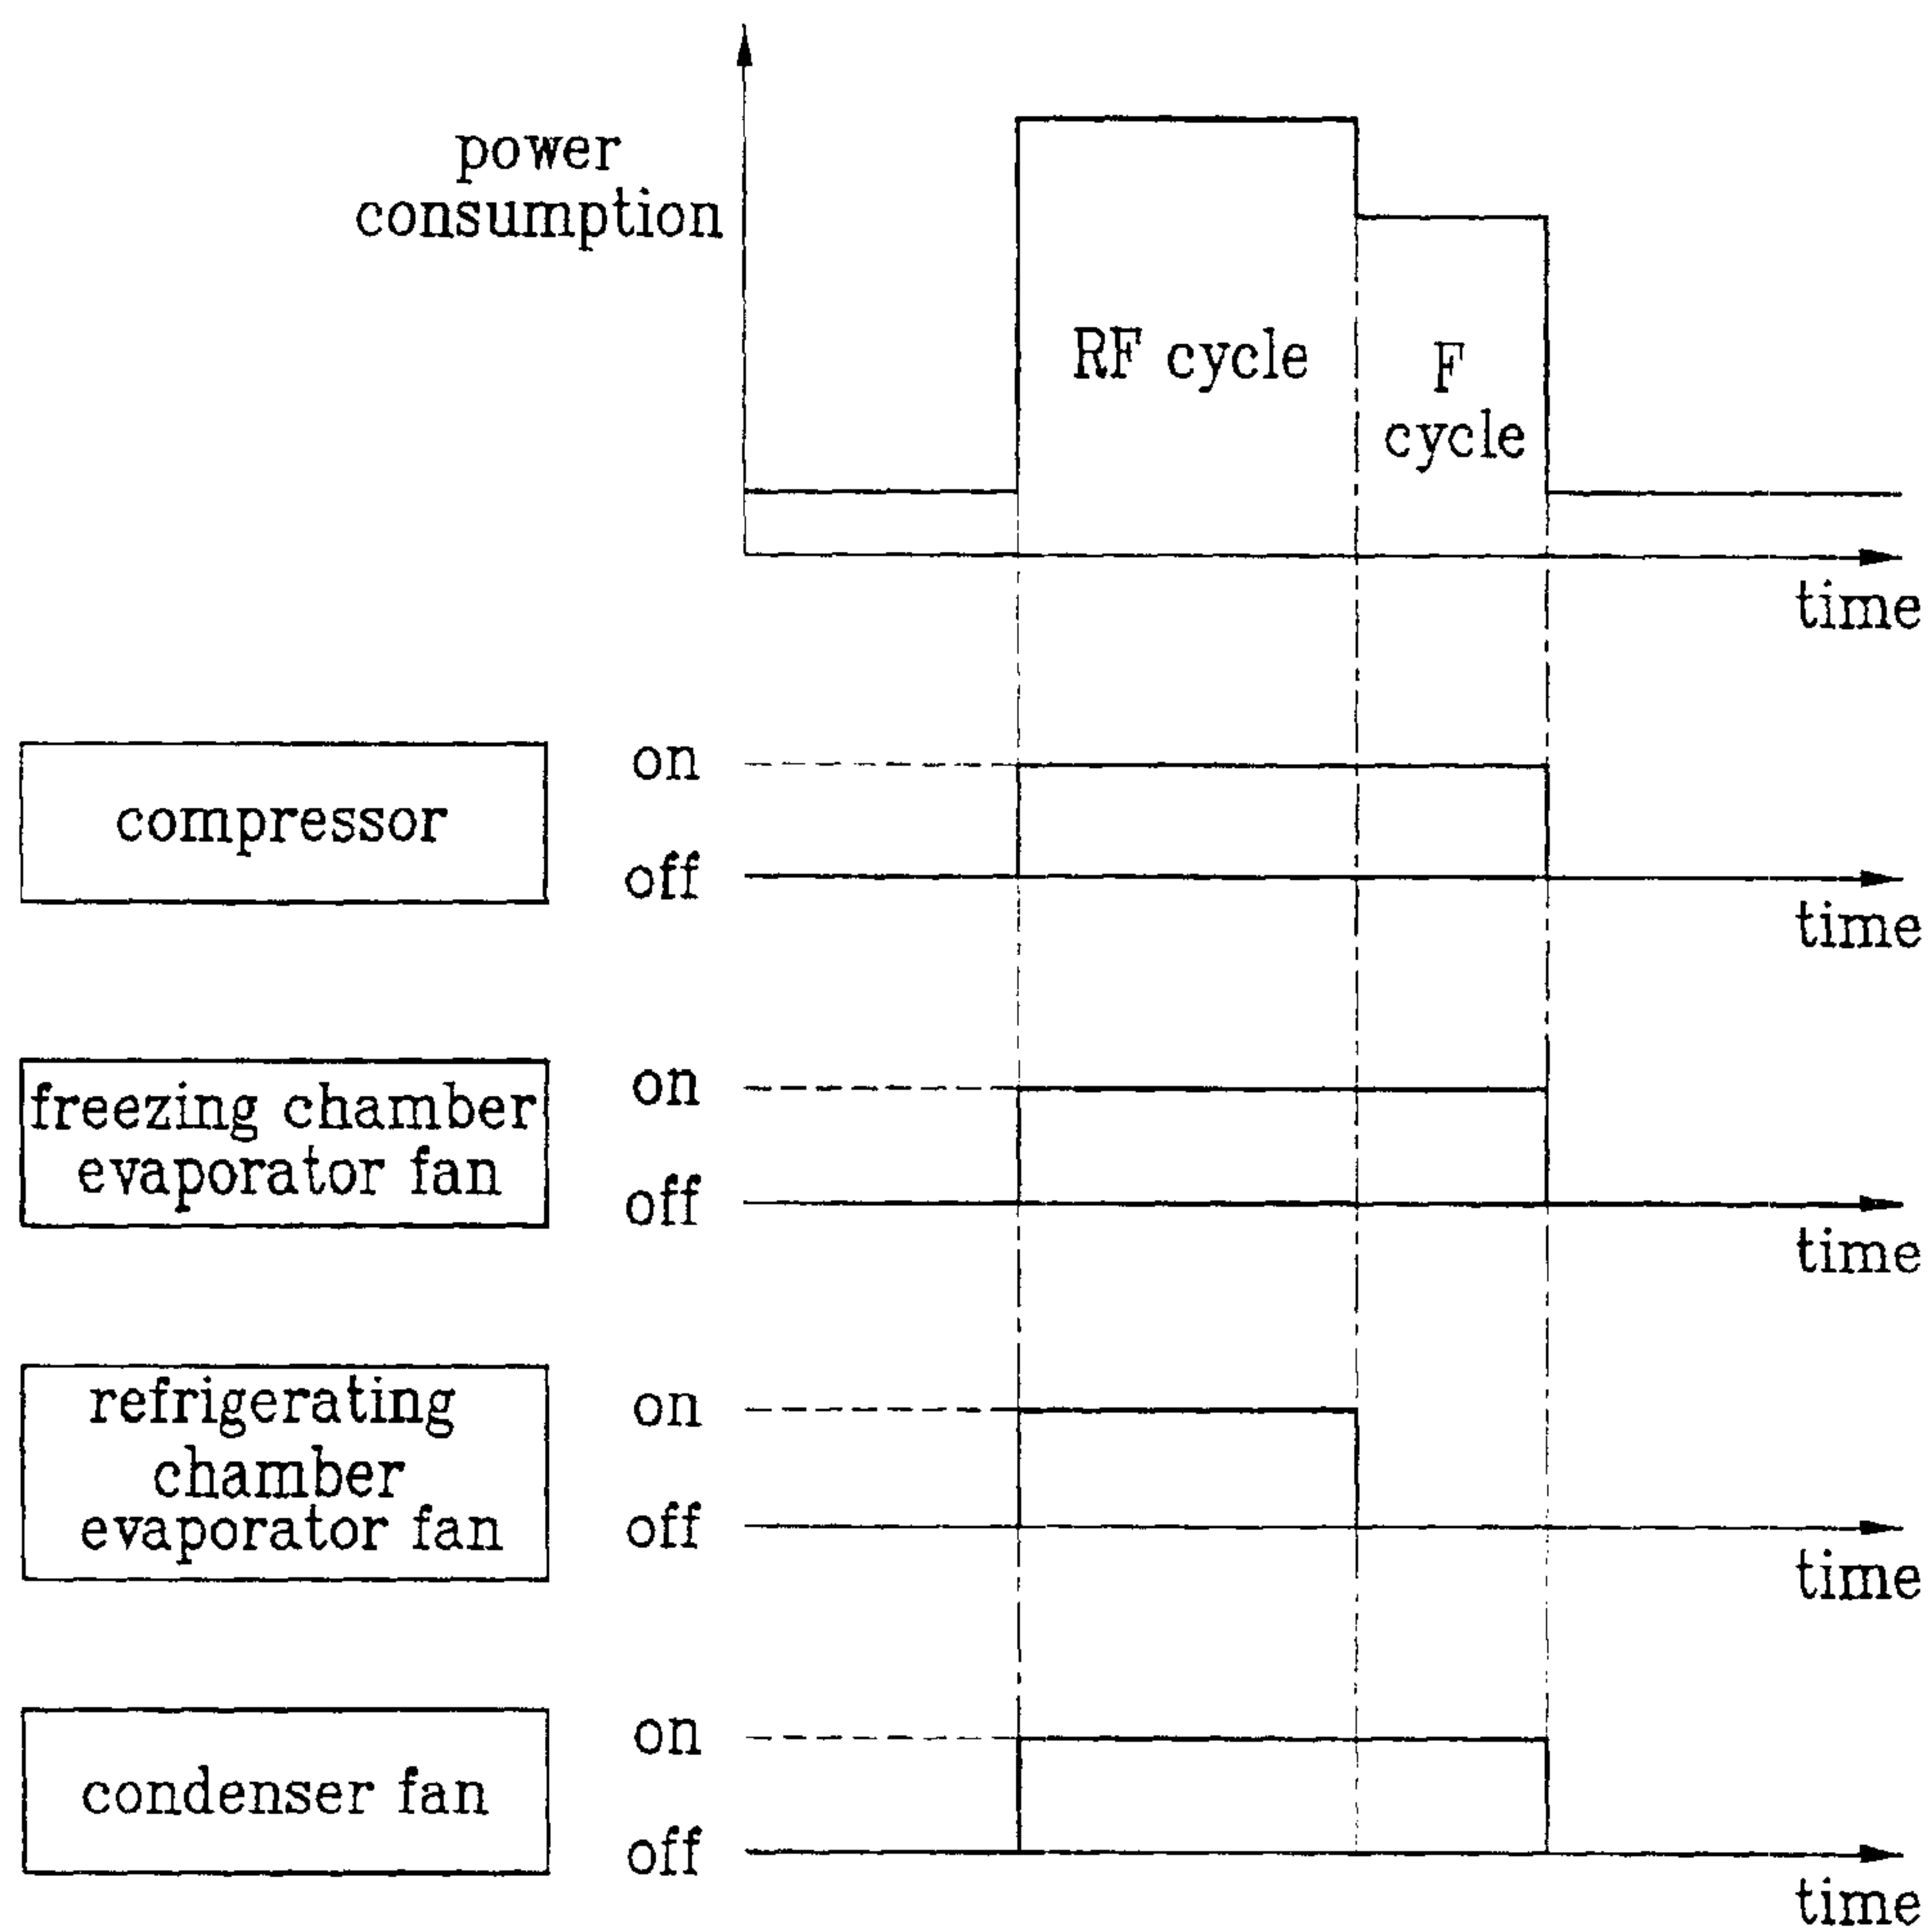 power
consumption
RF cycle
F
cycle
time
compressor
on
off
time
freezing chamber
evaporator fan
on
off
time
refrigerating
chamber
evaporator fan
on
off
time
condenser fan
on
off
time